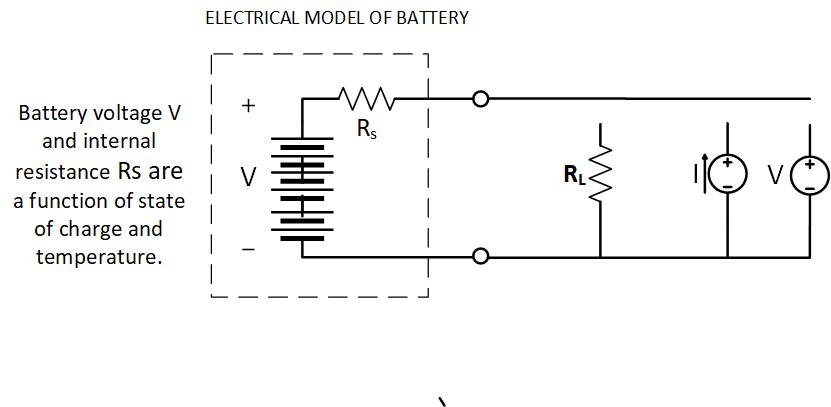 ELECTRICAL MODEL OF BATTERY
Battery voltage V
and internal
resistance Rs are
a function of state
of charge and
temperature.
+
V
−
Rs
RL
I
+
−
V
+
−